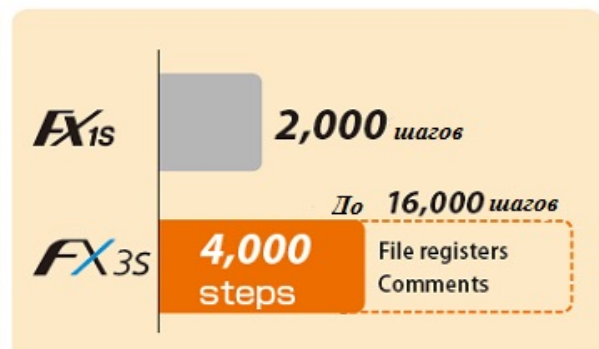 FX1S
2,000 шагов
До 16,000 шагов
FX3S
4,000
steps
File registers
Comments